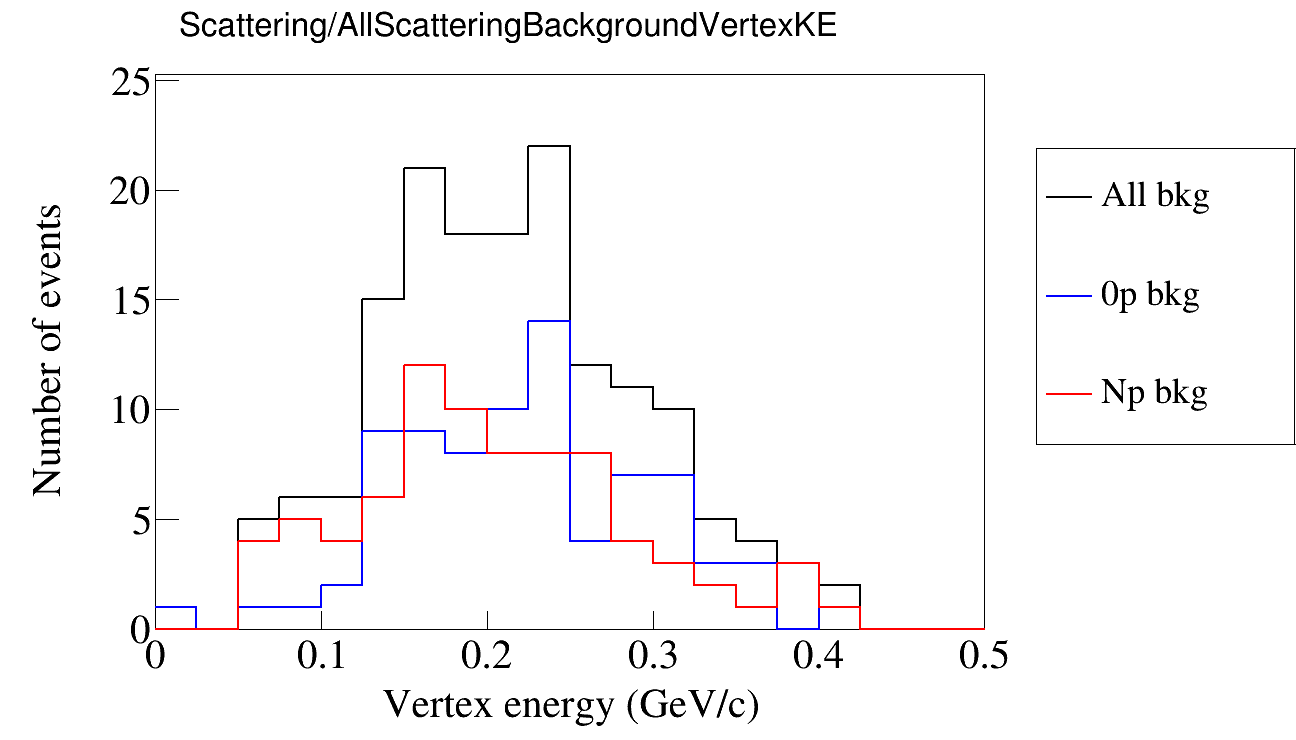 Scattering/AllScatteringBackgroundVertexKE
25
20
15
10
5
0
0 0.1 0.2 0.3 0.4 0.5
Number of events
Vertex energy (GeV/c)
All bkg
0p bkg
Np bkg